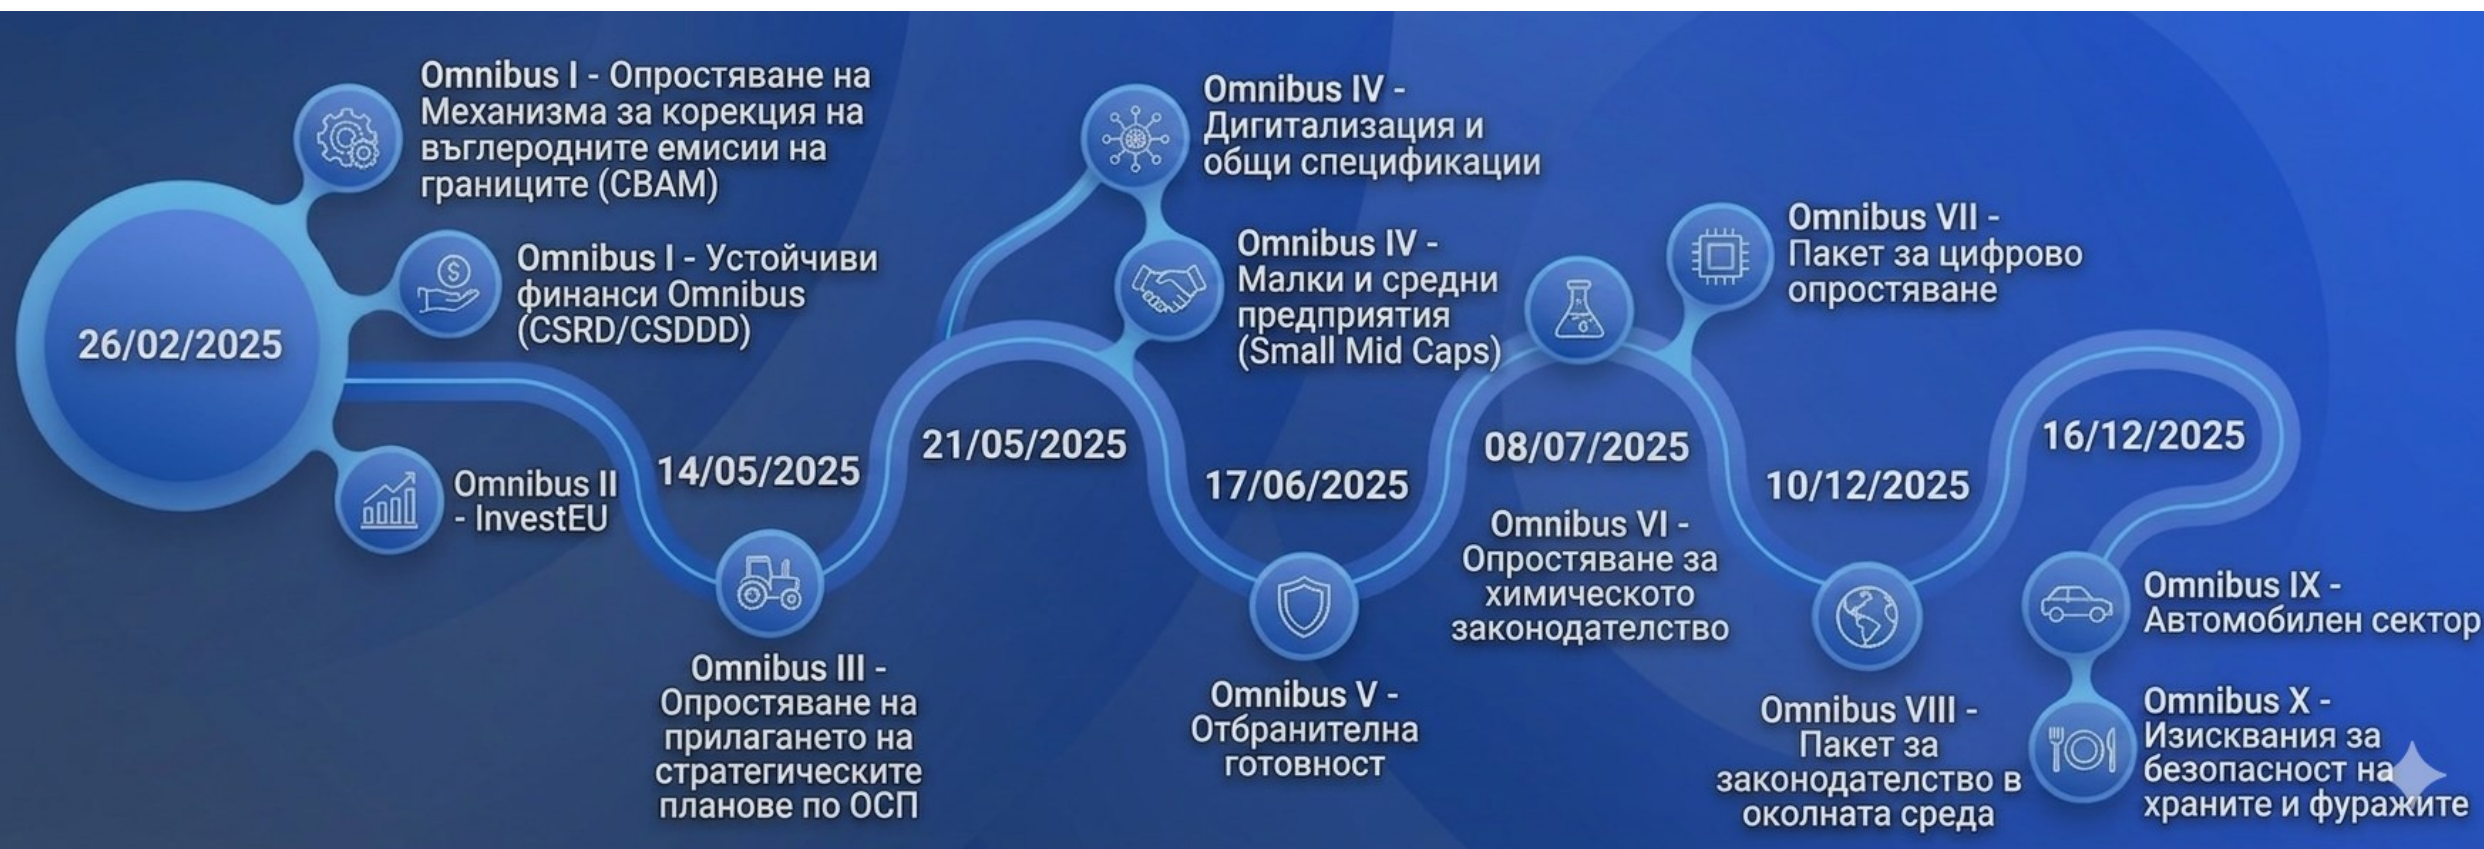 26/02/2025
Omnibus I - Опростяване на
Механизма за корекция на
въглеродните емисии на
границите (CBAM)
Omnibus I - Устойчиви
финанси Omnibus
(CSRD/CSDDD)
Omnibus II
- InvestEU
14/05/2025
Omnibus III -
Опростяване на
прилагането на
стратегическите
планове по ОСП
21/05/2025
Omnibus IV -
Дигитализация и
общи спецификации
Omnibus IV -
Малки и средни
предприятия
(Small Mid Caps)
17/06/2025
Omnibus V -
Отбранителна
готовност
08/07/2025
Omnibus VI -
Опростяване за
химическото
законодателство
Omnibus VII -
Пакет за цифрово
опростяване
10/12/2025
Omnibus VIII -
Пакет за
законодателство в
околната среда
16/12/2025
Omnibus IX -
Автомобилен сектор
Omnibus X -
Изисквания за
безопасност на
храните и фуражите